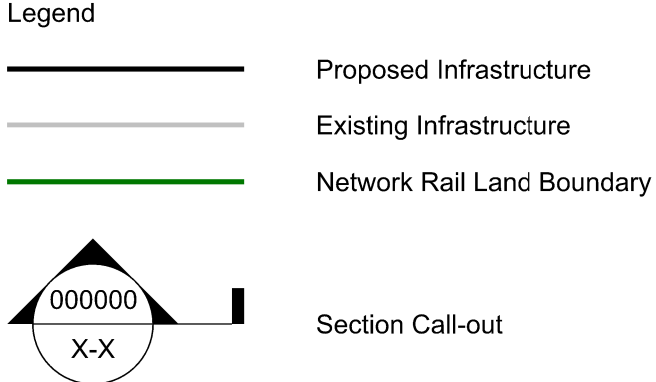 Legend
Proposed Infrastructure
Existing Infrastructure
Network Rail Land Boundary
000000
X-X
Section Call-out